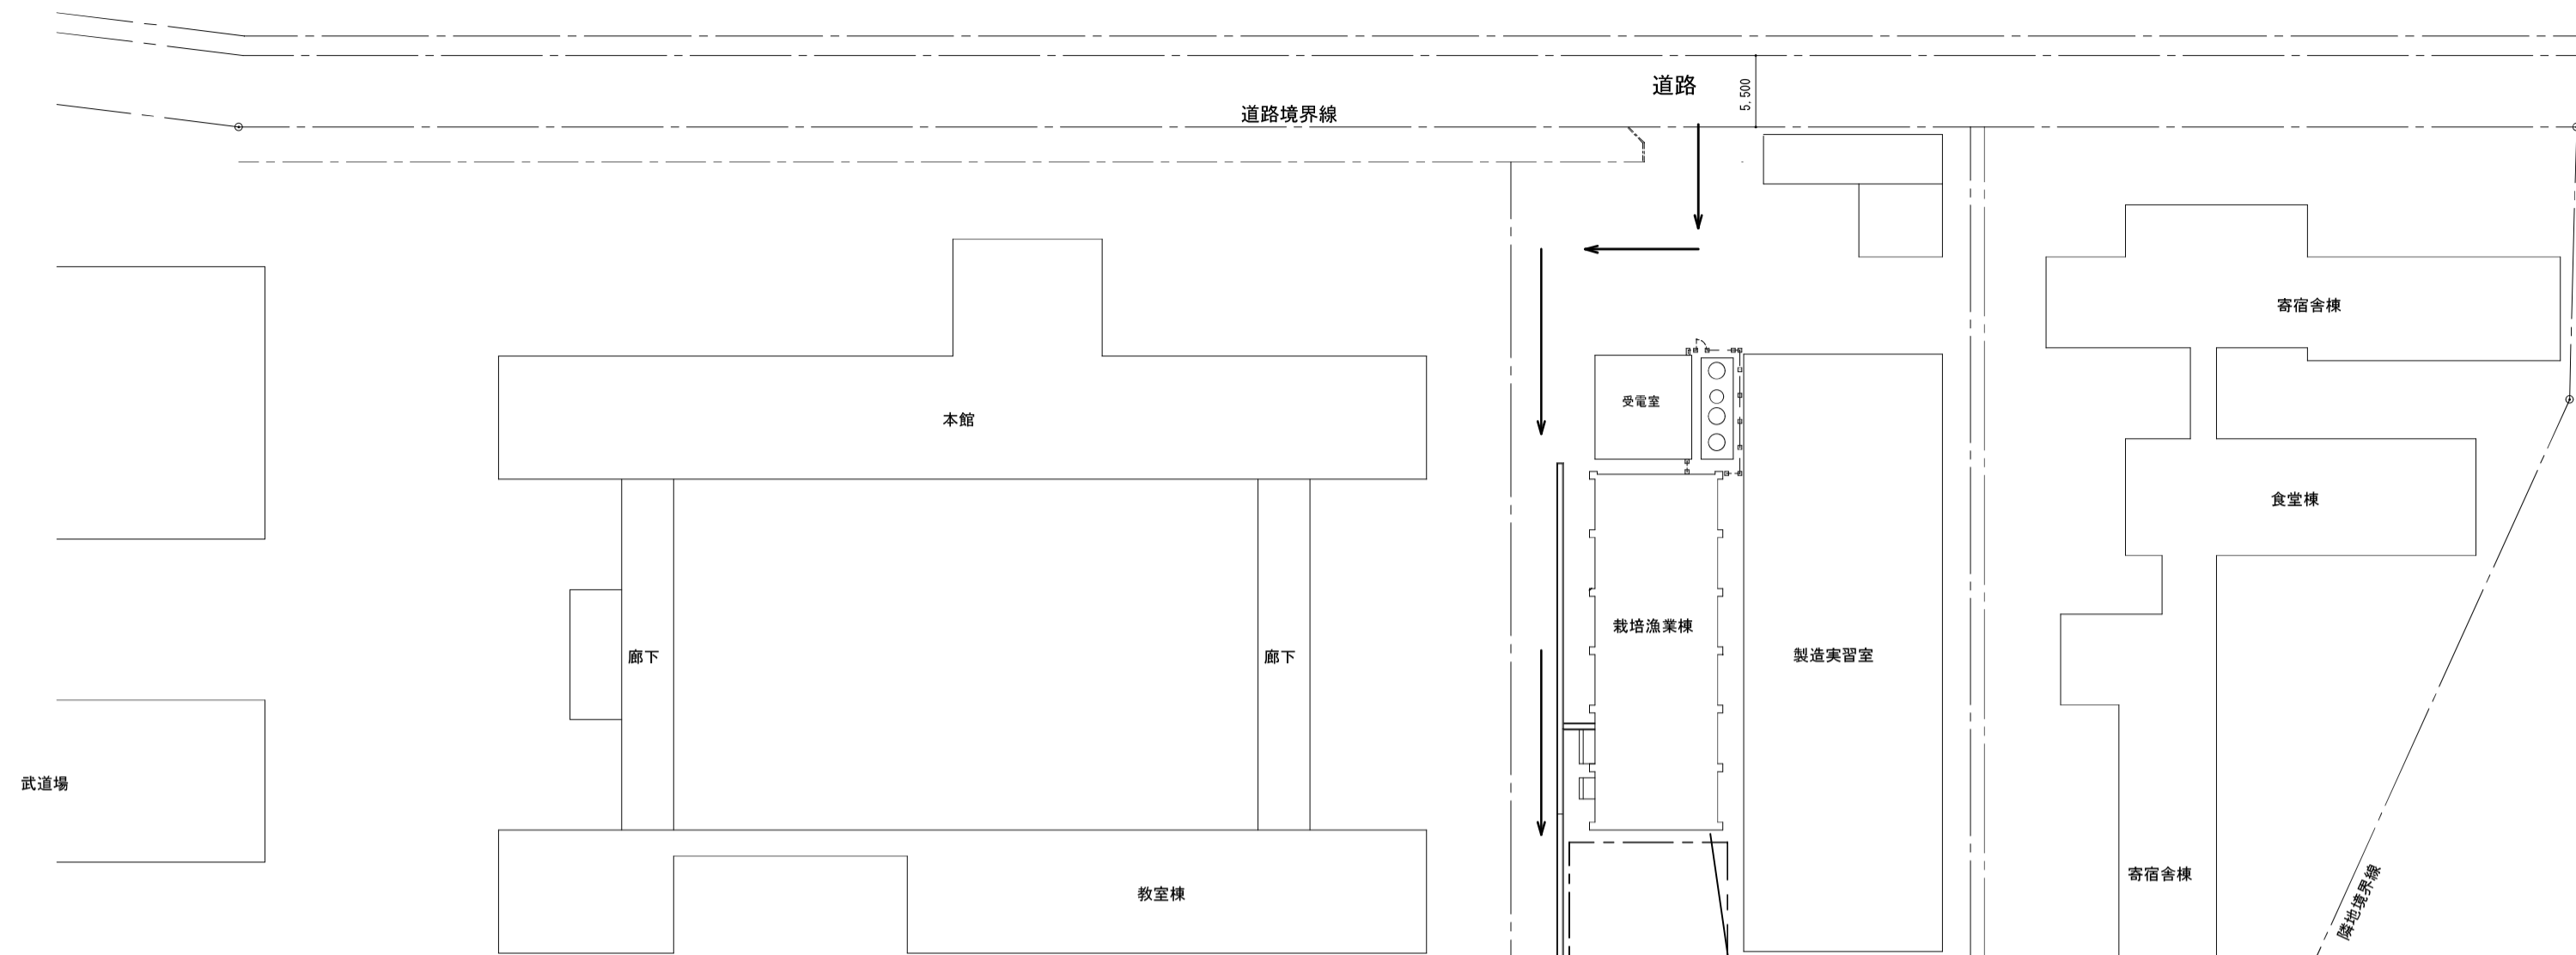 道路
5.500
道路境界線
寄宿舎棟
受電室
本館
食堂棟
栽培漁業棟
製造実習室
廊下
廊下
武道場
寄宿舎棟
教室棟
隣地境界線